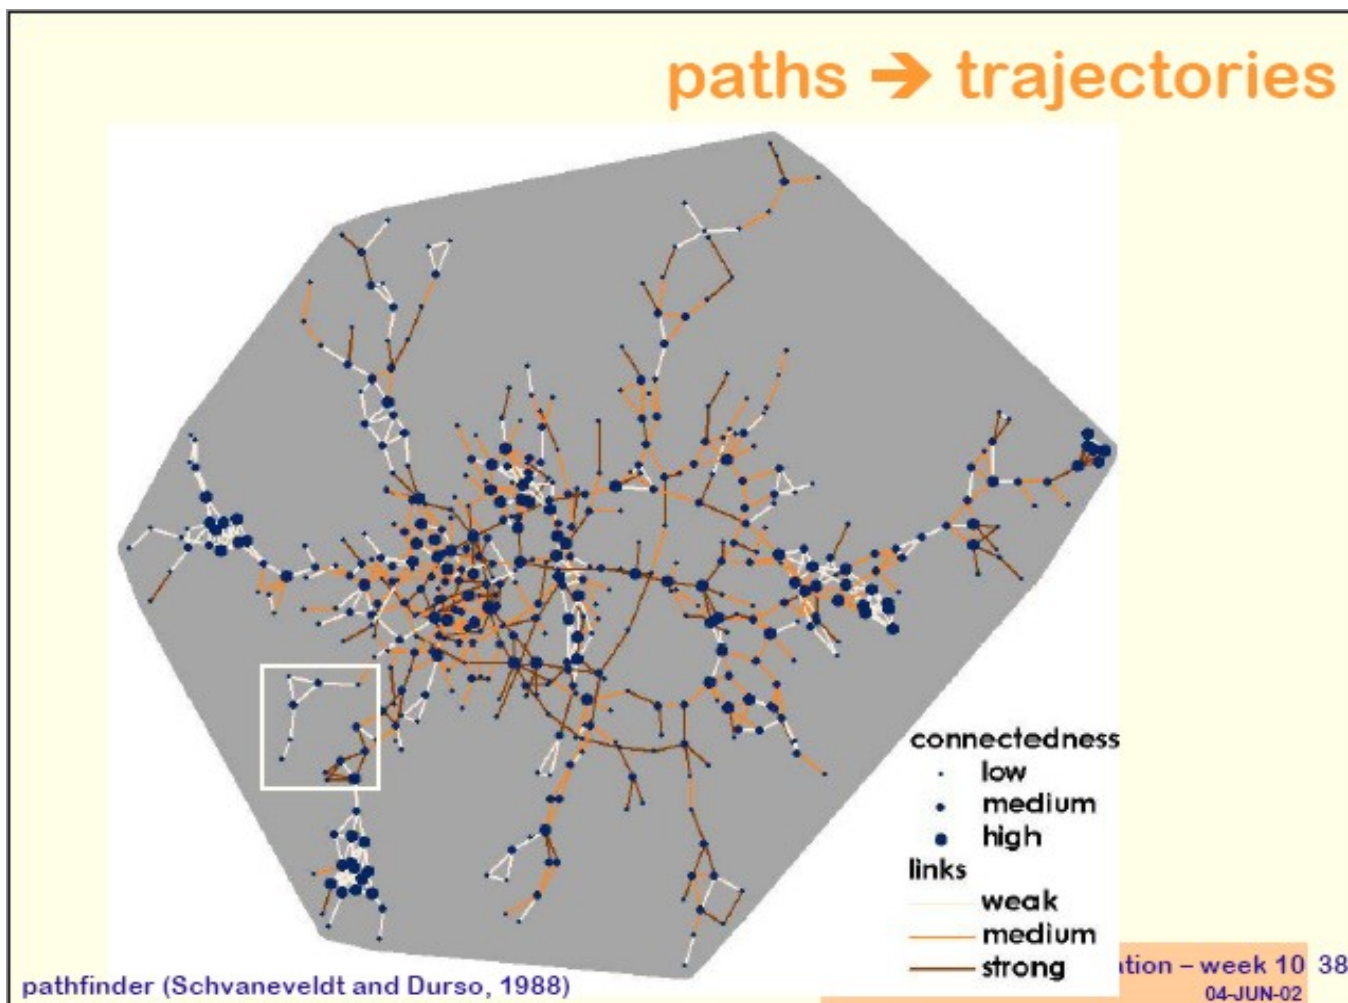 paths ➔ trajectories
connectedness
low
medium
high
links
weak
medium
strong
pathfinder (Schvaneveldt and Durso, 1988)
– week 10 38
04-JUN-02